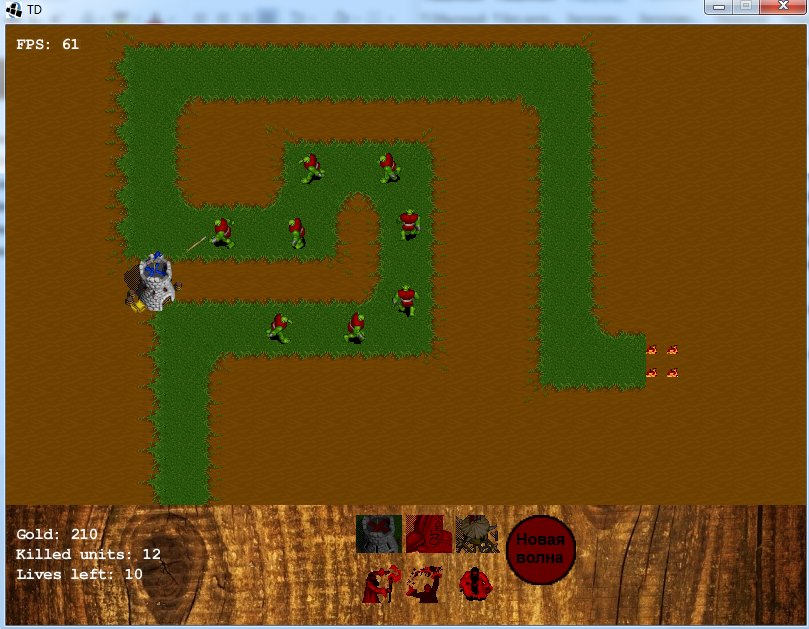 TD
FPS: 61
Gold: 210
Killed units: 12
Lives left: 10
Новая
волна